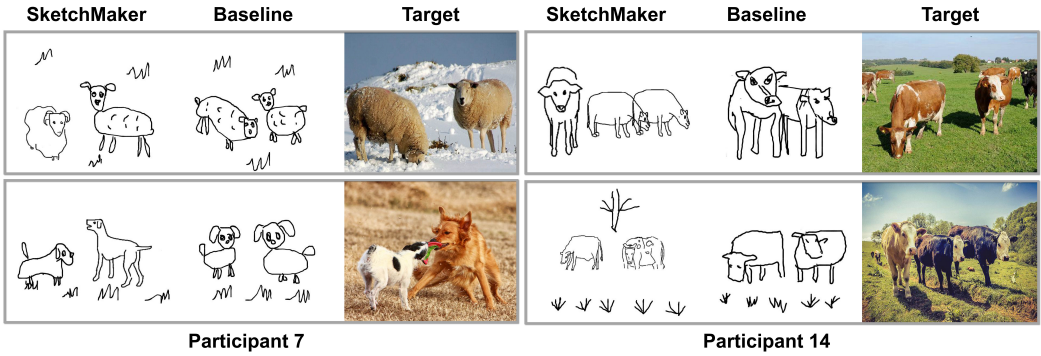 SketchMaker Baseline Target SketchMaker Baseline Target
Participant 7 Participant 14